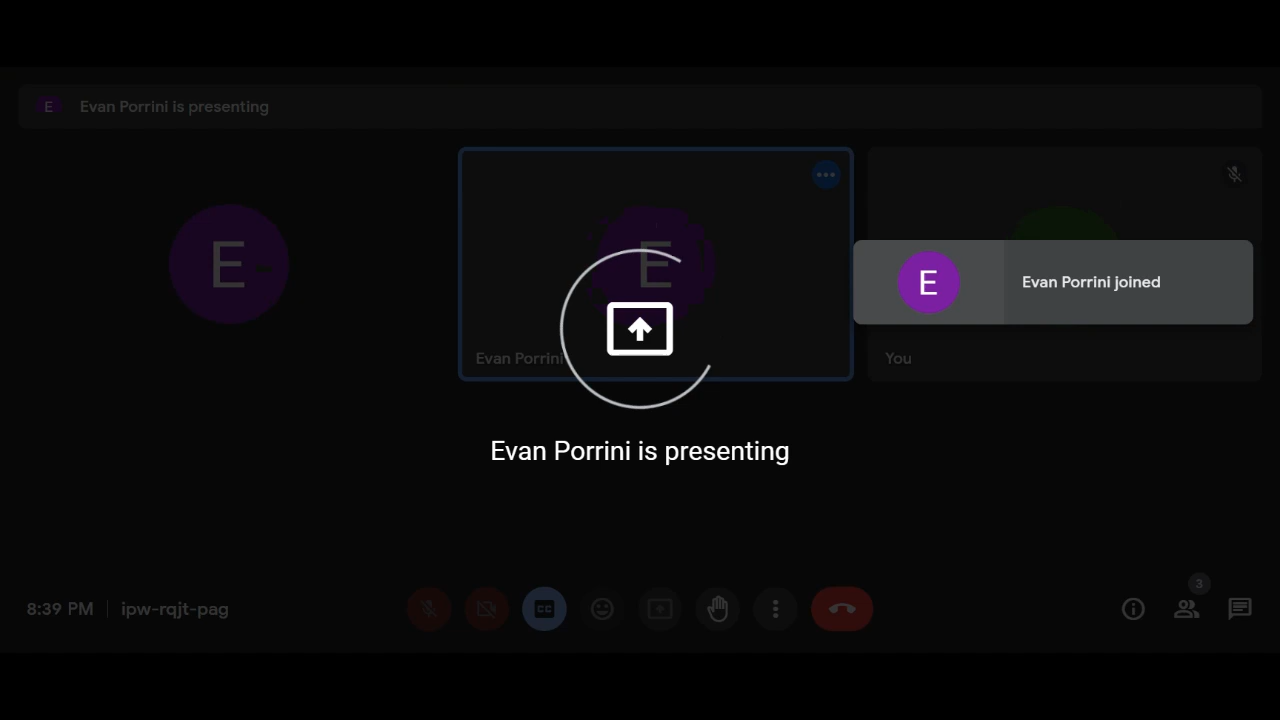 E Evan Porrini is presenting
E
E
E Evan Porrini joined
Evan Porrini
You
Evan Porrini is presenting
8:39 PM ipw-rqjt-pag
CC
3